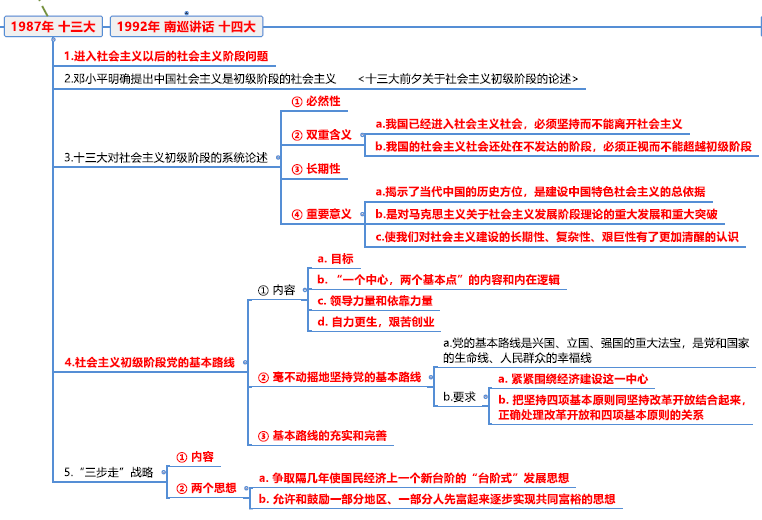 1987年 十三大
1992年 南巡讲话 十四大
1.进入社会主义以后的社会主义阶段问题
2.邓小平明确提出中国社会主义是初级阶段的社会主义 <十三大前夕关于社会主义初级阶段的论述>
3.十三大对社会主义初级阶段的系统论述
① 必然性
② 双重含义
a.我国已经进入社会主义社会，必须坚持而不能离开社会主义
b.我国的社会主义社会还处在不发达的阶段，必须正视而不能超越初级阶段
③ 长期性
④ 重要意义
a.揭示了当代中国的历史方位，是建设中国特色社会主义的总依据
b.是对马克思主义关于社会主义发展阶段理论的重大发展和重大突破
c.使我们对社会主义建设的长期性、复杂性、艰巨性有了更加清醒的认识
4.社会主义初级阶段党的基本路线
① 内容
a. 目标
b. “一个中心，两个基本点”的内容和内在逻辑
c. 领导力量和依靠力量
d. 自力更生，艰苦创业
② 毫不动摇地坚持党的基本路线
a.党的基本路线是兴国、立国、强国的重大法宝，是党和国家
的生命线、人民群众的幸福线
b.要求
a. 紧紧围绕经济建设这一中心
b. 把坚持四项基本原则同坚持改革开放结合起来，
正确处理改革开放和四项基本原则的关系
③ 基本路线的充实和完善
5.“三步走”战略
① 内容
② 两个思想
a. 争取隔几年使国民经济上一个新台阶的“台阶式”发展思想
b. 允许和鼓励一部分地区、一部分人先富起来逐步实现共同富裕的思想